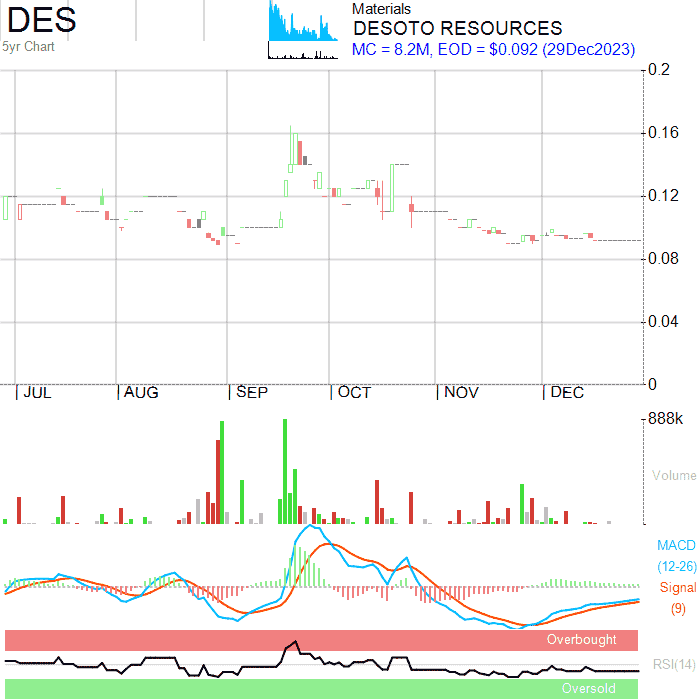 DES
5yr Chart
Materials
DESOTO RESOURCES
MC = 8.2M, EOD = $0.092 (29Dec2023)
0.2
0.16
0.12
0.08
0.04
0
JUL AUG SEP OCT NOV DEC
888k
Volume
MACD
(12-26)
Signal
(9)
Overbought
RSI(14)
Oversold